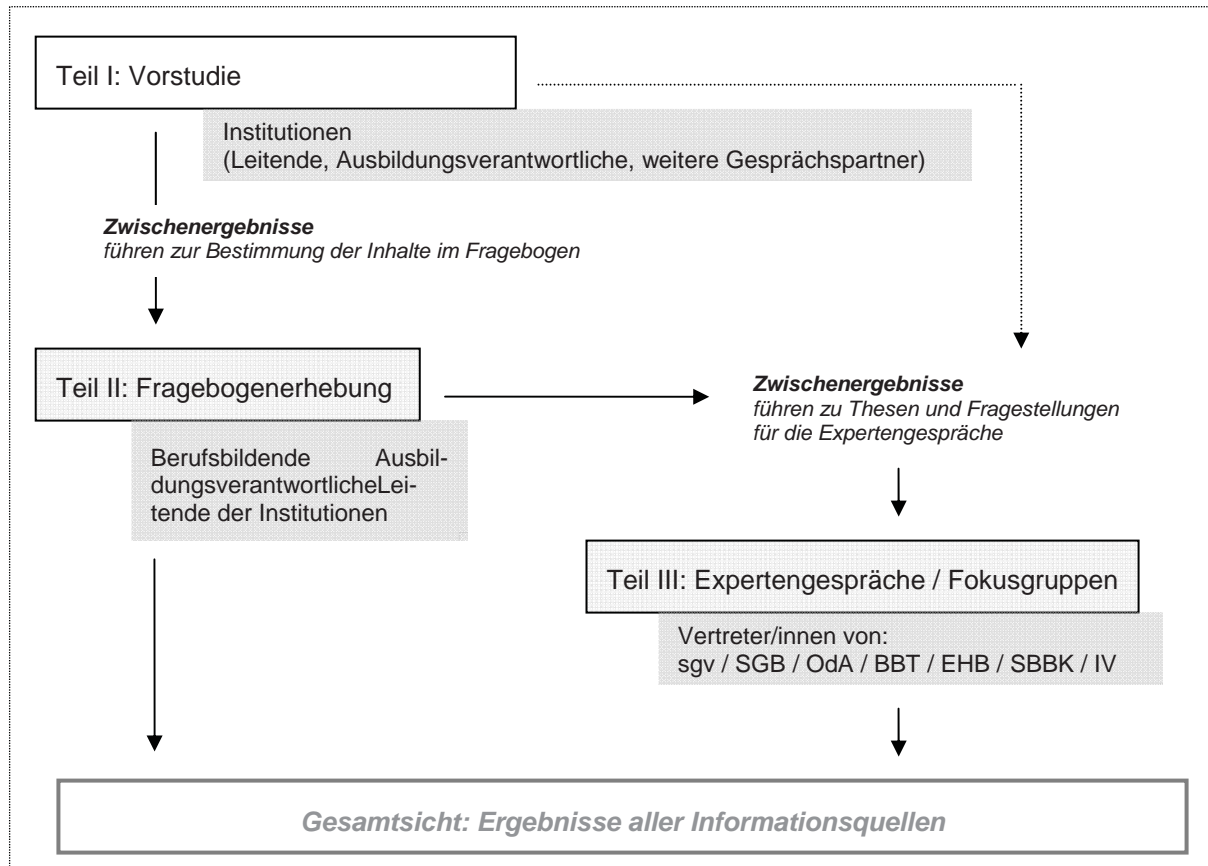 Teil I: Vorstudie
Institutionen
(Leitende, Ausbildungsverantwortliche, weitere Gesprächspartner)
Zwischenergebnisse
führen zur Bestimmung der Inhalte im Fragebogen
Teil II: Fragebogenerhebung
Berufsbildende Ausbil-
dungsverantwortlicheLei-
tende der Institutionen
Zwischenergebnisse
führen zu Thesen und Fragestellungen
für die Expertengespräche
Teil III: Expertengespräche / Fokusgruppen
Vertreter/innen von:
sgv / SGB / OdA / BBT / EHB / SBBK / IV
Gesamtsicht: Ergebnisse aller Informationsquellen